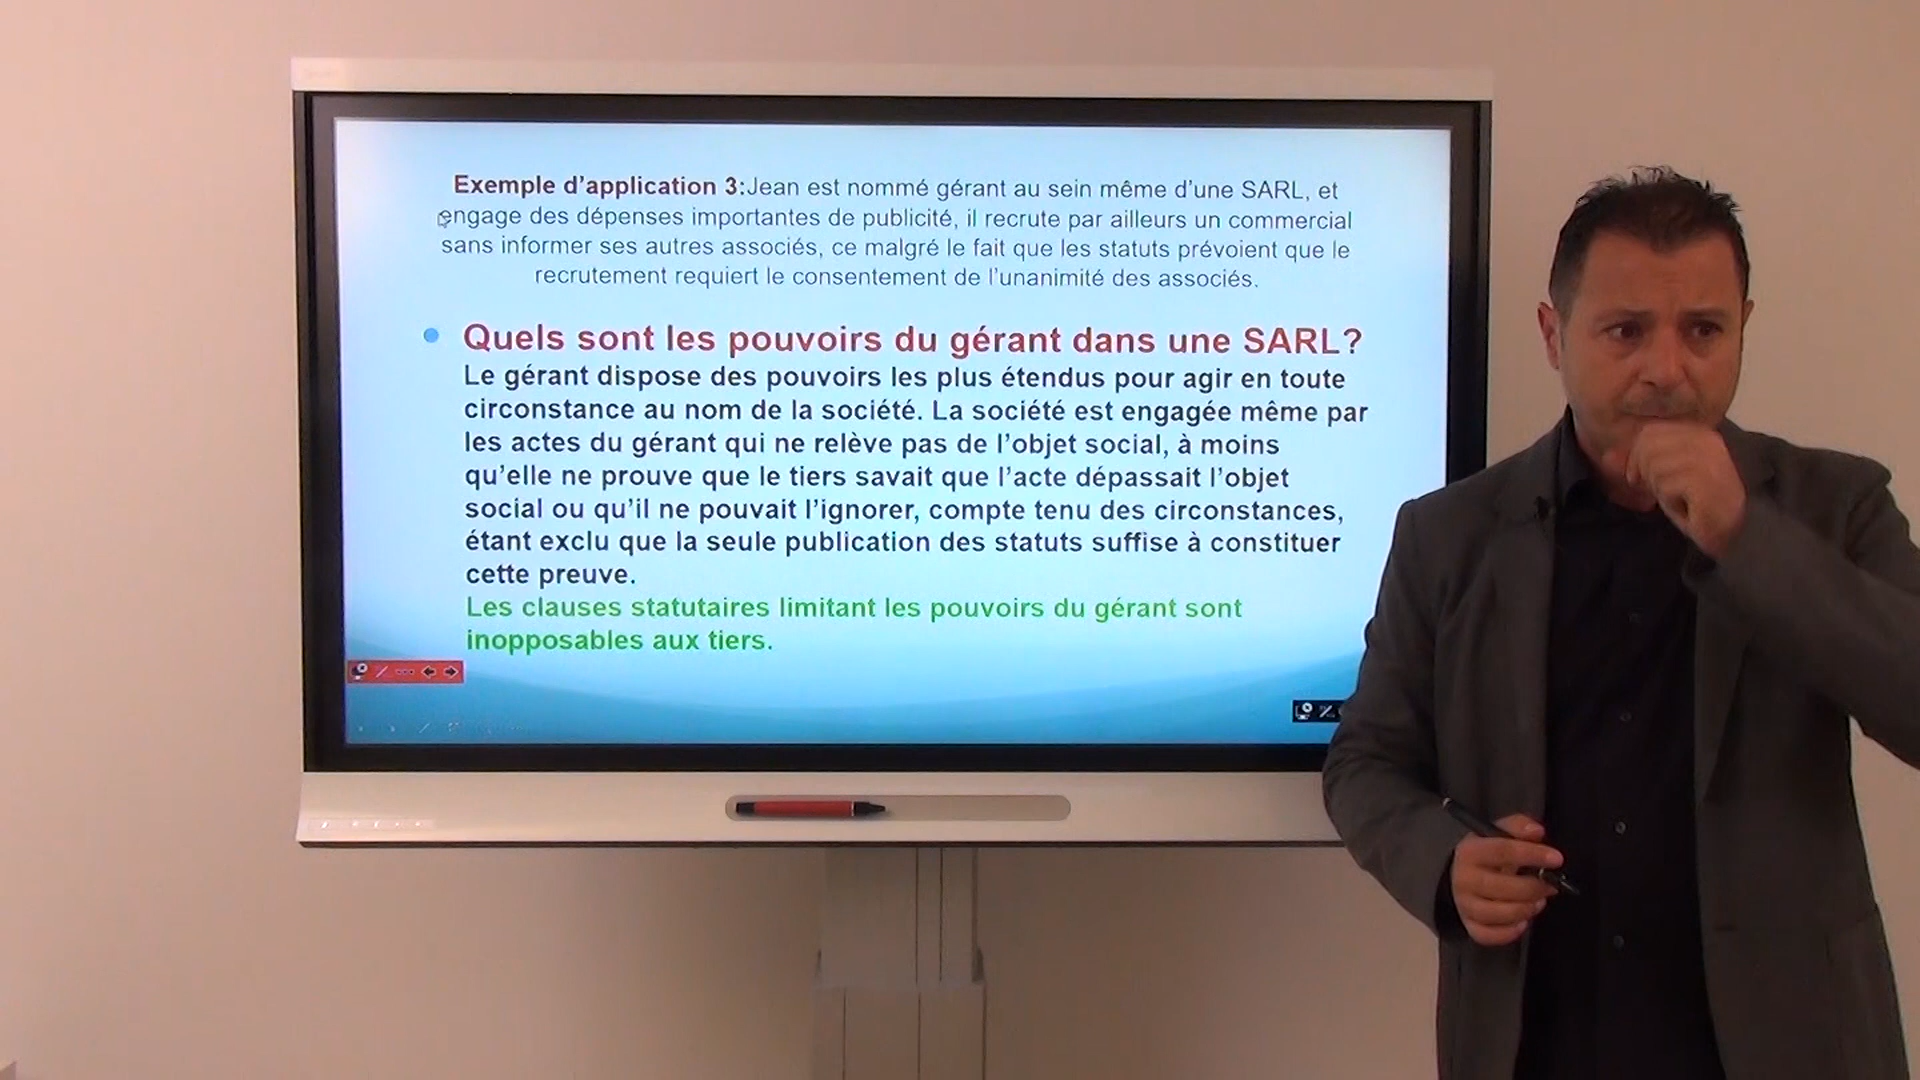 Exemple d'application 3:Jean est nommé gérant au sein même d'une SARL, et
engage des dépenses importantes de publicité, il recrute par ailleurs un commercial
sans informer ses autres associés, ce malgré le fait que les statuts prévoient que le
recrutement requiert le consentement de l'unanimité des associés.
Quels sont les pouvoirs du gérant dans une SARL?
Le gérant dispose des pouvoirs les plus étendus pour agir en toute
circonstance au nom de la société. La société est engagée même par
les actes du gérant qui ne relève pas de l'objet social, à moins
qu'elle ne prouve que le tiers savait que l'acte dépassait l'objet
social ou qu'il ne pouvait l'ignorer, compte tenu des circonstances,
étant exclu que la seule publication des statuts suffise à constituer
cette preuve.
Les clauses statutaires limitant les pouvoirs du gérant sont
inopposables aux tiers.